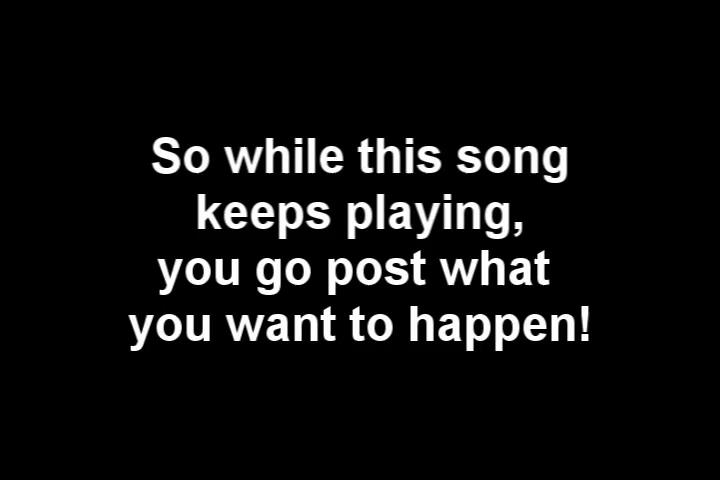 So while this song
keeps playing,
you go post what
you want to happen!